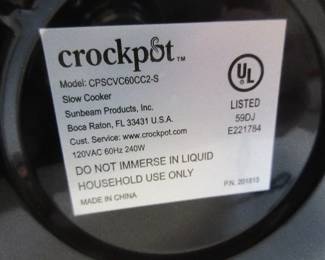 crockpot™
Model: CPSCVC60CC2-S
Slow Cooker
Sunbeam Products, Inc.
Boca Raton, FL 33431 U.S.A.
Cust. Service: www.crockpot.com
120VAC 60Hz 240W
DO NOT IMMERSE IN LIQUID
HOUSEHOLD USE ONLY
MADE IN CHINA
UL
LISTED
59DJ
E221784
P.N. 201815